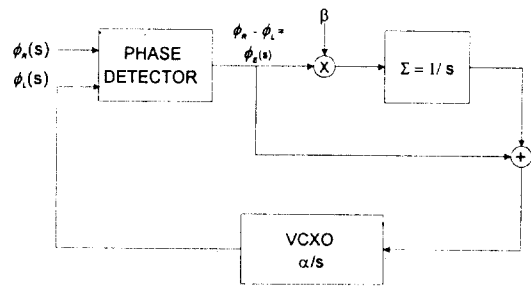 β
ϕR - ϕL =
ϕR(s)
ϕL(s)
PHASE
DETECTOR
ϕE(s)
X
Σ = 1/s
+
VCXO
α/s